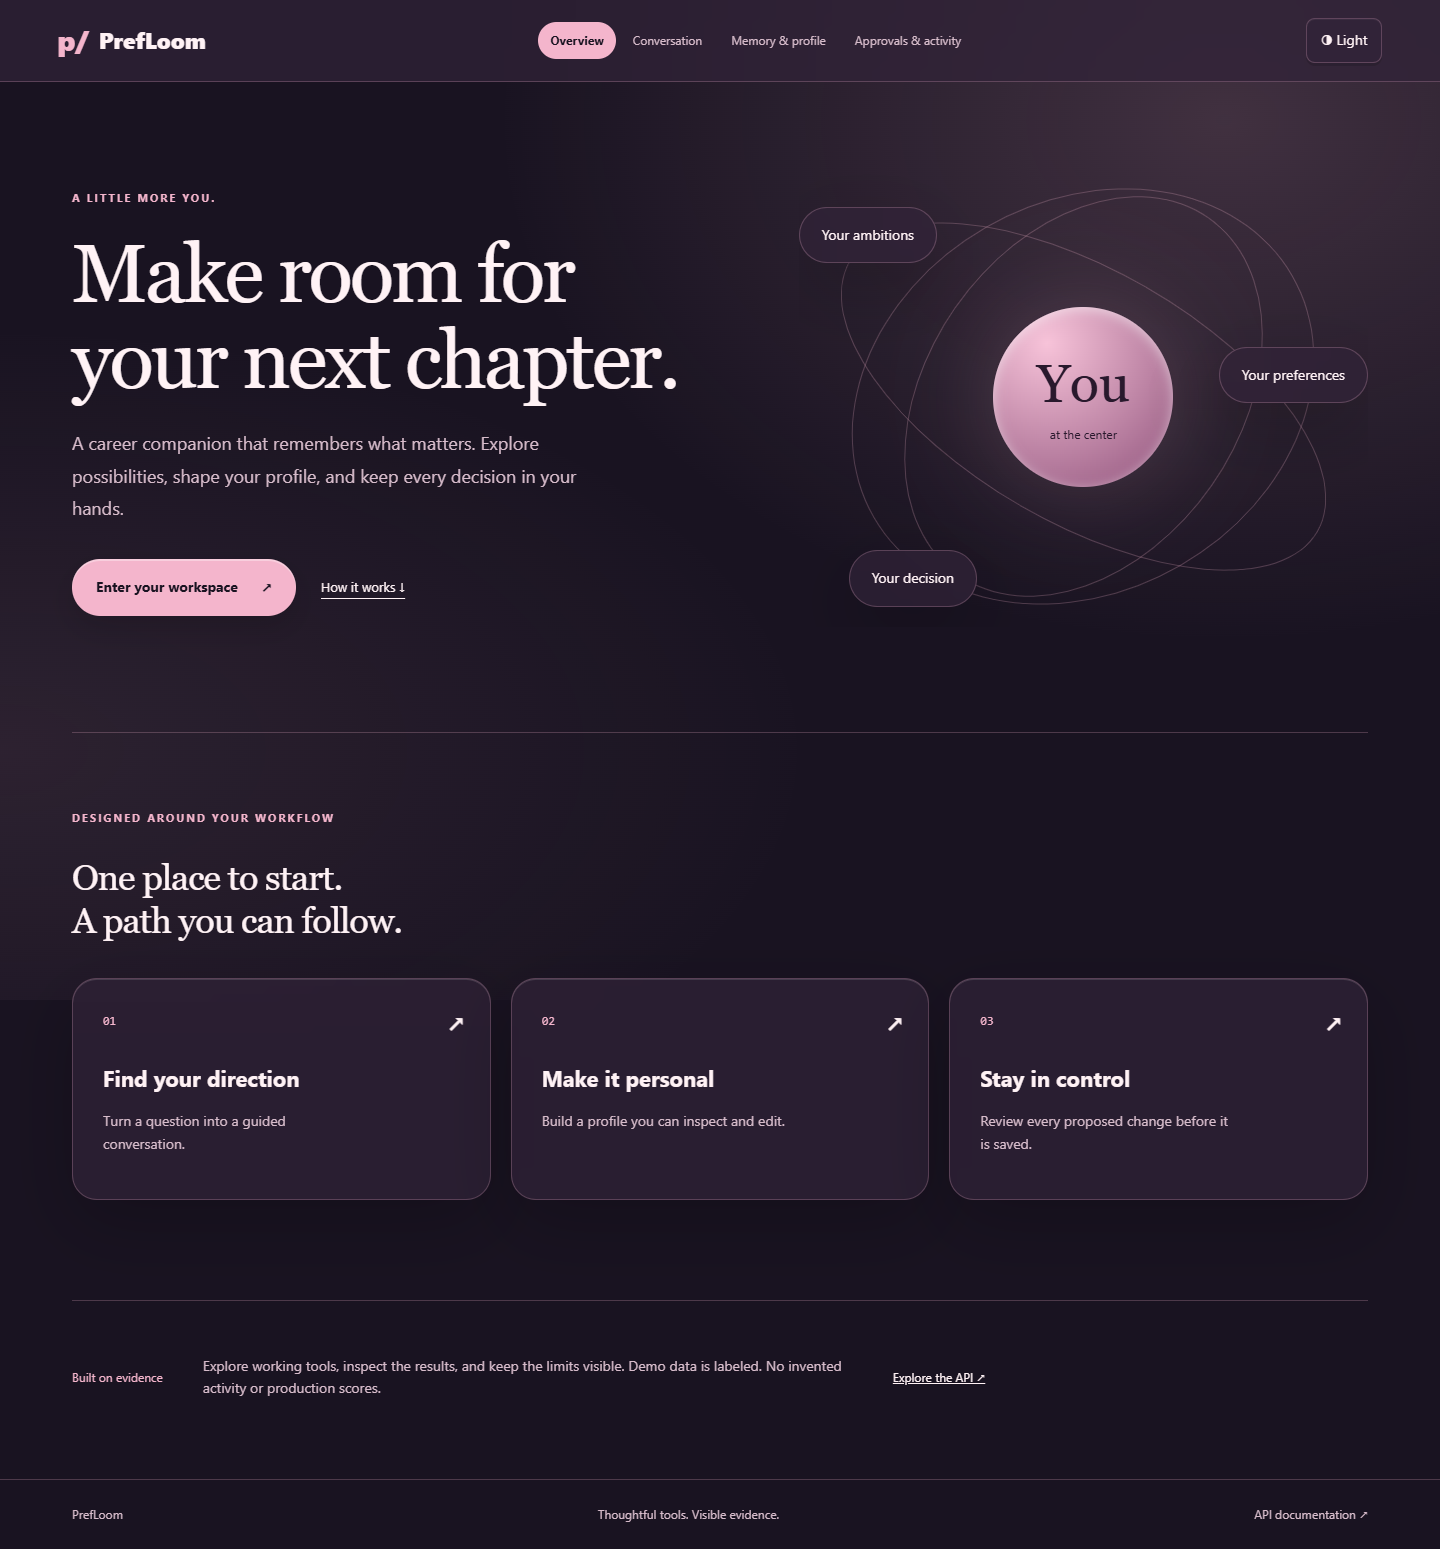 p/ PrefLoom
Overview
Conversation
Memory & profile
Approvals & activity
◑ Light
A LITTLE MORE YOU.
Make room for
your next chapter.
A career companion that remembers what matters. Explore
possibilities, shape your profile, and keep every decision in your
hands.
Enter your workspace ↗
How it works ↓
Your ambitions
You
at the center
Your preferences
Your decision
DESIGNED AROUND YOUR WORKFLOW
One place to start.
A path you can follow.
01 ↗
Find your direction
Turn a question into a guided
conversation.
02 ↗
Make it personal
Build a profile you can inspect and edit.
03 ↗
Stay in control
Review every proposed change before it
is saved.
Built on evidence
Explore working tools, inspect the results, and keep the limits visible. Demo data is labeled. No invented
activity or production scores.
Explore the API ↗
PrefLoom
Thoughtful tools. Visible evidence.
API documentation ↗